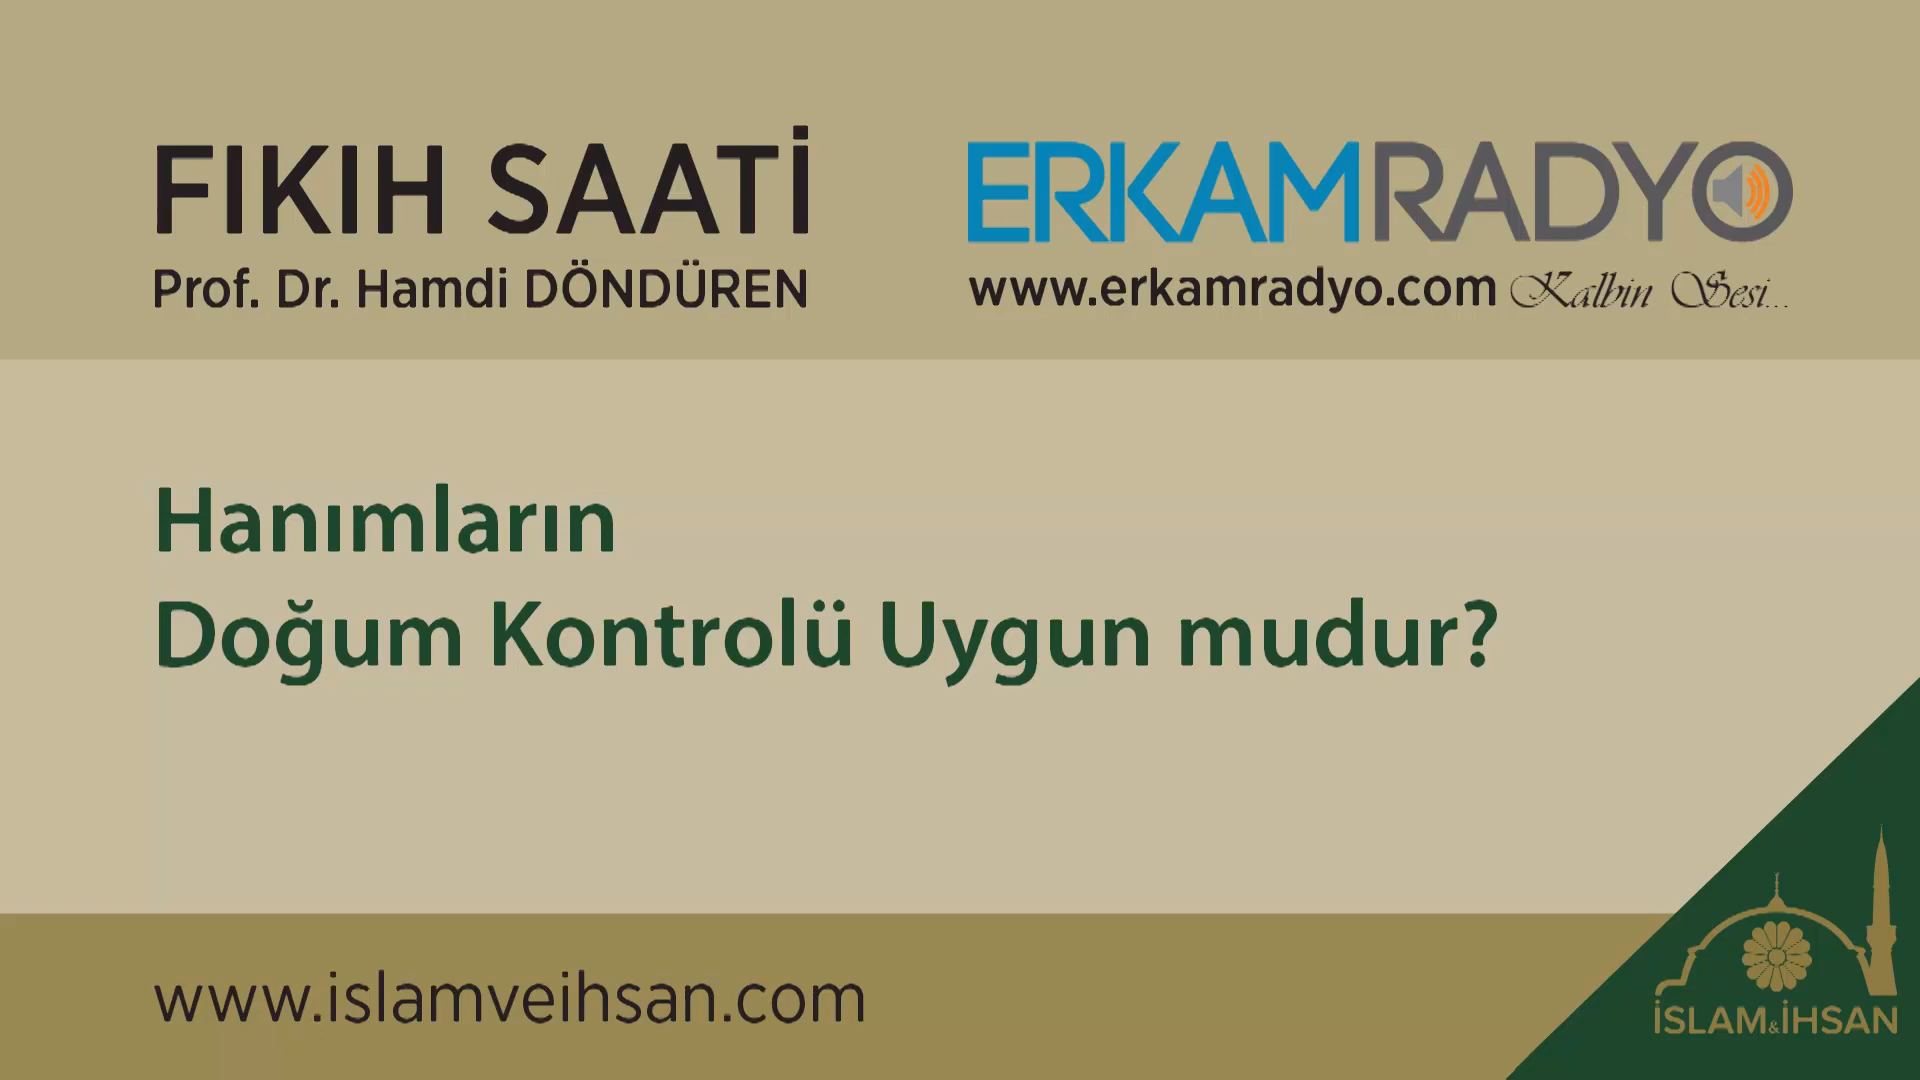 FIKIH SAATİ
Prof. Dr. Hamdi DÖNDÜREN
ERKAMRADYO
www.erkamradyo.com Kalbin Sesi...
Hanımların
Doğum Kontrolü Uygun mudur?
www.islamveihsan.com
İSLAM&İHSAN